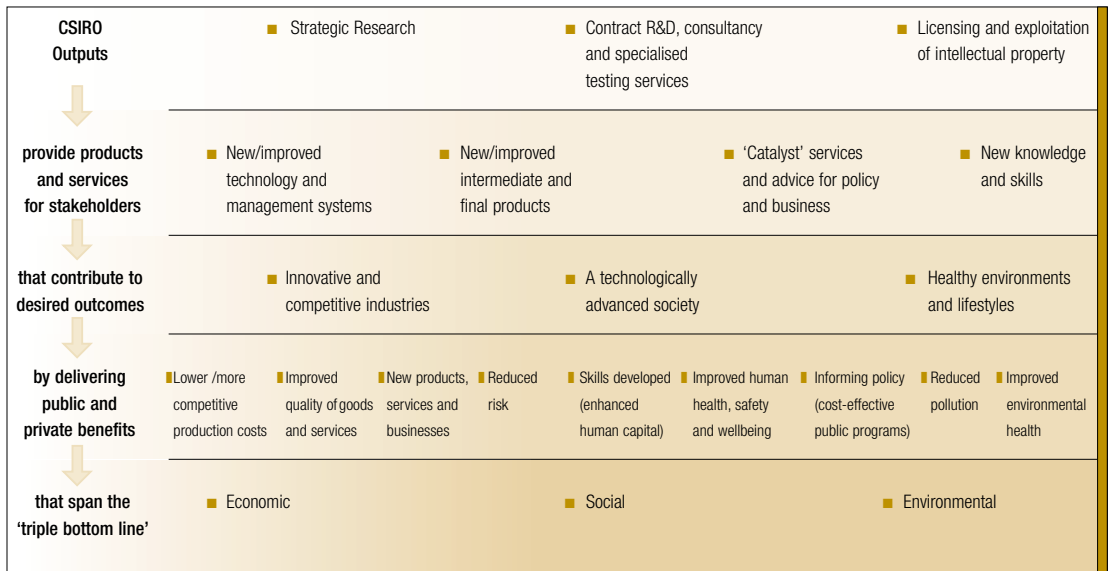 CSIRO
Outputs
Strategic Research
Contract R&D, consultancy
and specialised
testing services
Licensing and exploitation
of intellectual property
provide products
and services
for stakeholders
New/improved
technology and
management systems
New/improved
intermediate and
final products
‘Catalyst’ services
and advice for policy
and business
New knowledge
and skills
that contribute to
desired outcomes
Innovative and
competitive industries
A technologically
advanced society
Healthy environments
and lifestyles
by delivering
public and
private benefits
Lower /more
competitive
production costs
Improved
quality of goods
and services
New products,
services and
businesses
Reduced
risk
Skills developed
(enhanced
human capital)
Improved human
health, safety
and wellbeing
Informing policy
(cost-effective
public programs)
Reduced
pollution
Improved
environmental
health
that span the
‘triple bottom line’
Economic
Social
Environmental